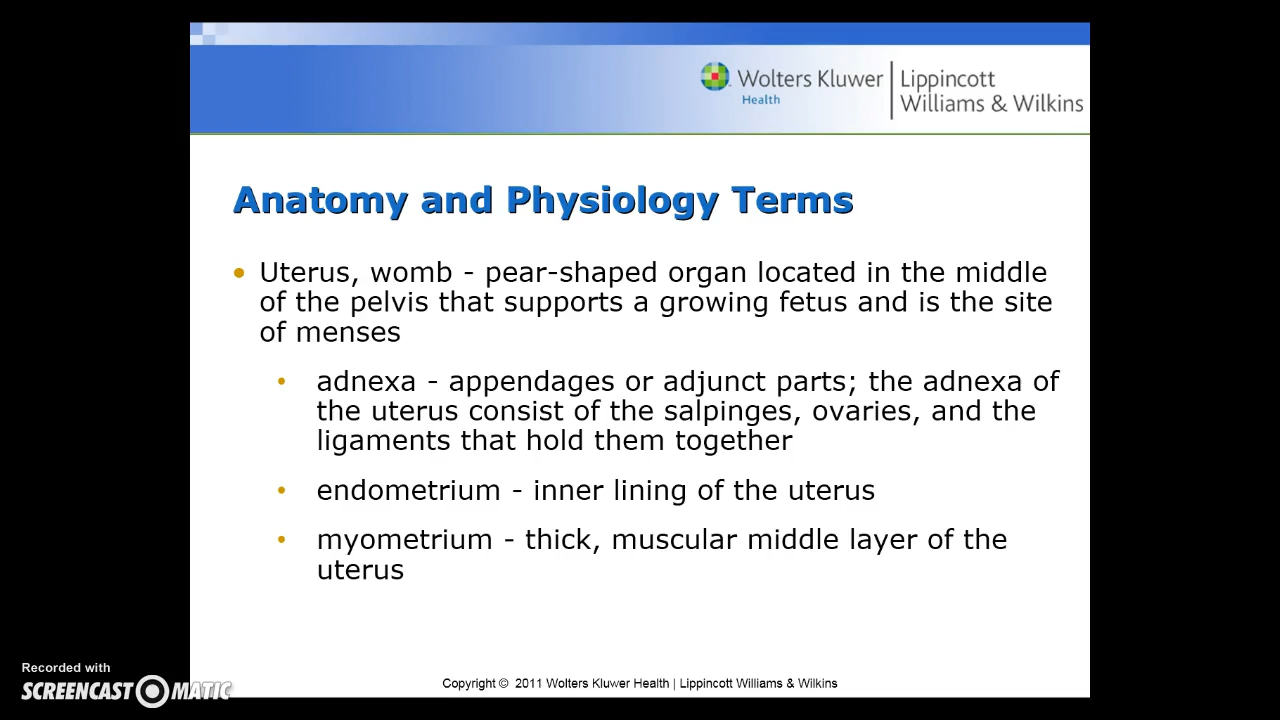 Wolters Kluwer
Health
Lippincott
Williams & Wilkins
Anatomy and Physiology Terms
• Uterus, womb - pear-shaped organ located in the middle
of the pelvis that supports a growing fetus and is the site
of menses
• adnexa - appendages or adjunct parts; the adnexa of
the uterus consist of the salpinges, ovaries, and the
ligaments that hold them together
• endometrium - inner lining of the uterus
• myometrium - thick, muscular middle layer of the
uterus
Recorded with
SCREENCAST-O-MATIC
Copyright © 2011 Wolters Kluwer Health | Lippincott Williams & Wilkins